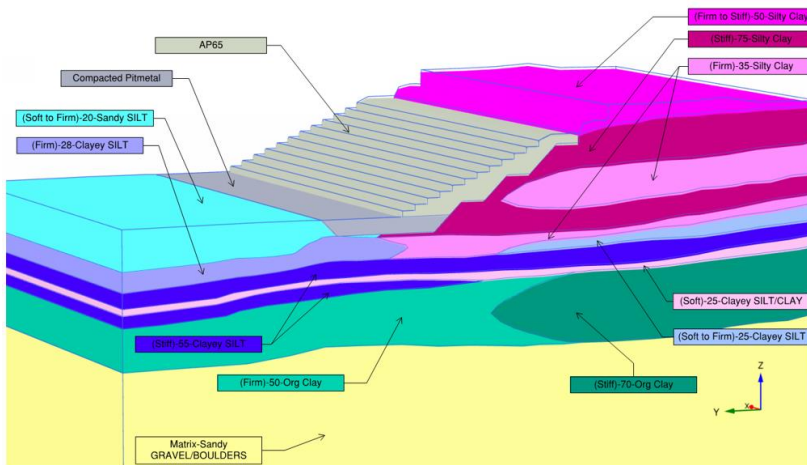 (Firm to Stiff)-50-Silty Clay
AP65
(Stiff)-75-Silty Clay
(Firm)-35-Silty Clay
Compacted Pitmetal
(Soft to Firm)-20-Sandy SILT
(Firm)-28-Clayey SILT
(Soft)-25-Clayey SILT/CLAY
(Soft to Firm)-25-Clayey SILT
(Stiff)-55-Clayey SILT
(Firm)-50-Org Clay
(Stiff)-70-Org Clay
Z
X
Y
Matrix-Sandy
GRAVEL/BOULDERS